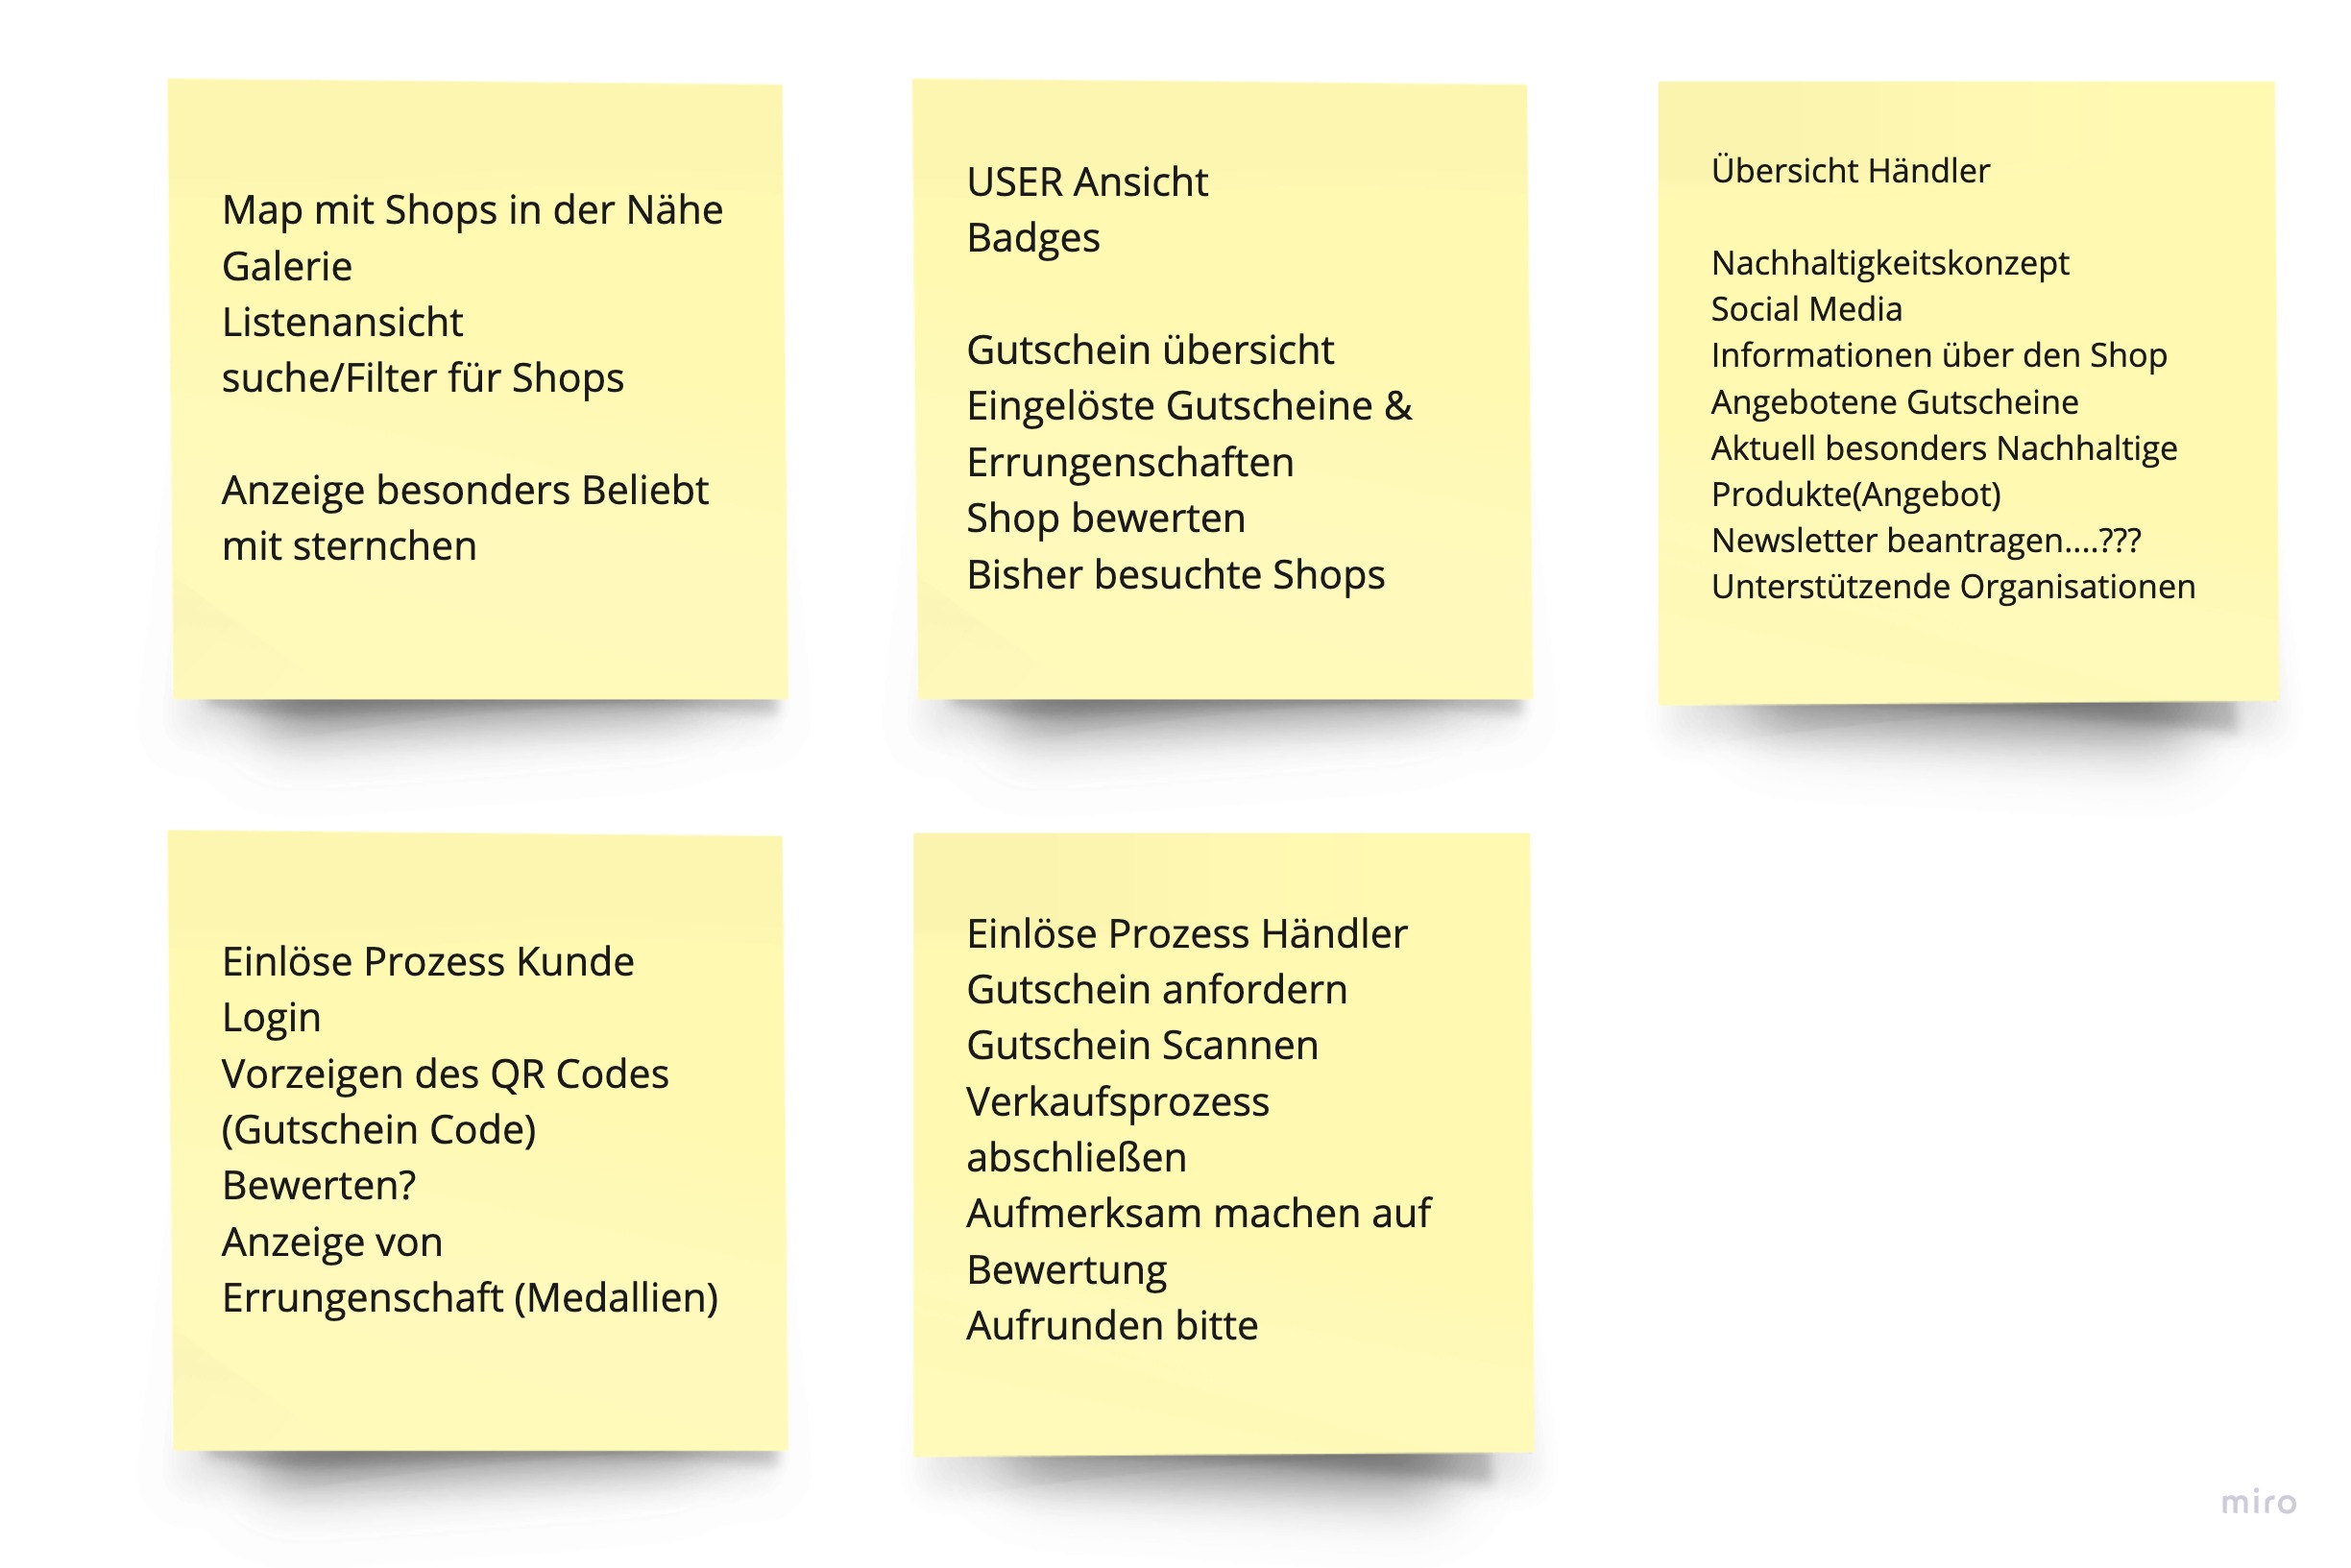 Map mit Shops in der Nähe
Galerie
Listenansicht
suche/Filter für Shops
Anzeige besonders Beliebt
mit sternchen
USER Ansicht
Badges
Gutschein übersicht
Eingelöste Gutscheine &
Errungenschaften
Shop bewerten
Bisher besuchte Shops
Übersicht Händler
Nachhaltigkeitskonzept
Social Media
Informationen über den Shop
Angebotene Gutscheine
Aktuell besonders Nachhaltige
Produkte(Angebot)
Newsletter beantragen....???
Unterstützende Organisationen
Einlöse Prozess Kunde
Login
Vorzeigen des QR Codes
(Gutschein Code)
Bewerten?
Anzeige von
Errungenschaft (Medallien)
Einlöse Prozess Händler
Gutschein anfordern
Gutschein Scannen
Verkaufsprozess
abschließen
Aufmerksam machen auf
Bewertung
Aufrunden bitte
miro